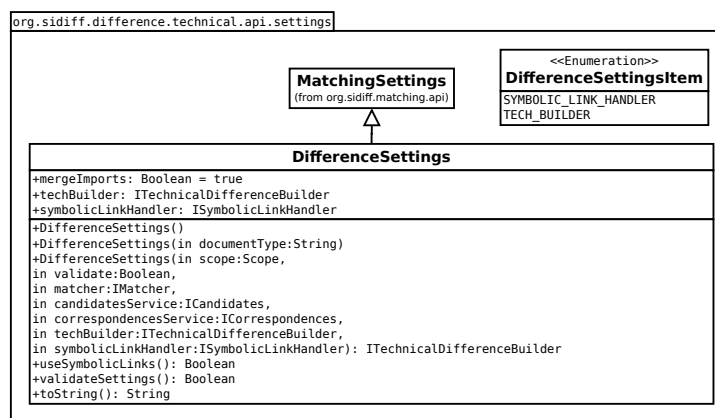 org.sidiff.difference.technical.api.settings
MatchingSettings
(from org.sidiff.matching.api)
<<Enumeration>>
DifferenceSettingsItem
SYMBOLIC_LINK_HANDLER
TECH_BUILDER
DifferenceSettings
+mergeImports: Boolean = true
+techBuilder: ITechnicalDifferenceBuilder
+symbolicLinkHandler: ISymbolicLinkHandler
+DifferenceSettings()
+DifferenceSettings(in documentType:String)
+DifferenceSettings(in scope:Scope,
in validate:Boolean,
in matcher:IMatcher,
in candidatesService:ICandidates,
in correspondencesService:ICorrespondences,
in techBuilder:ITechnicalDifferenceBuilder,
in symbolicLinkHandler:ISymbolicLinkHandler): ITechnicalDifferenceBuilder
+useSymbolicLinks(): Boolean
+validateSettings(): Boolean
+toString(): String